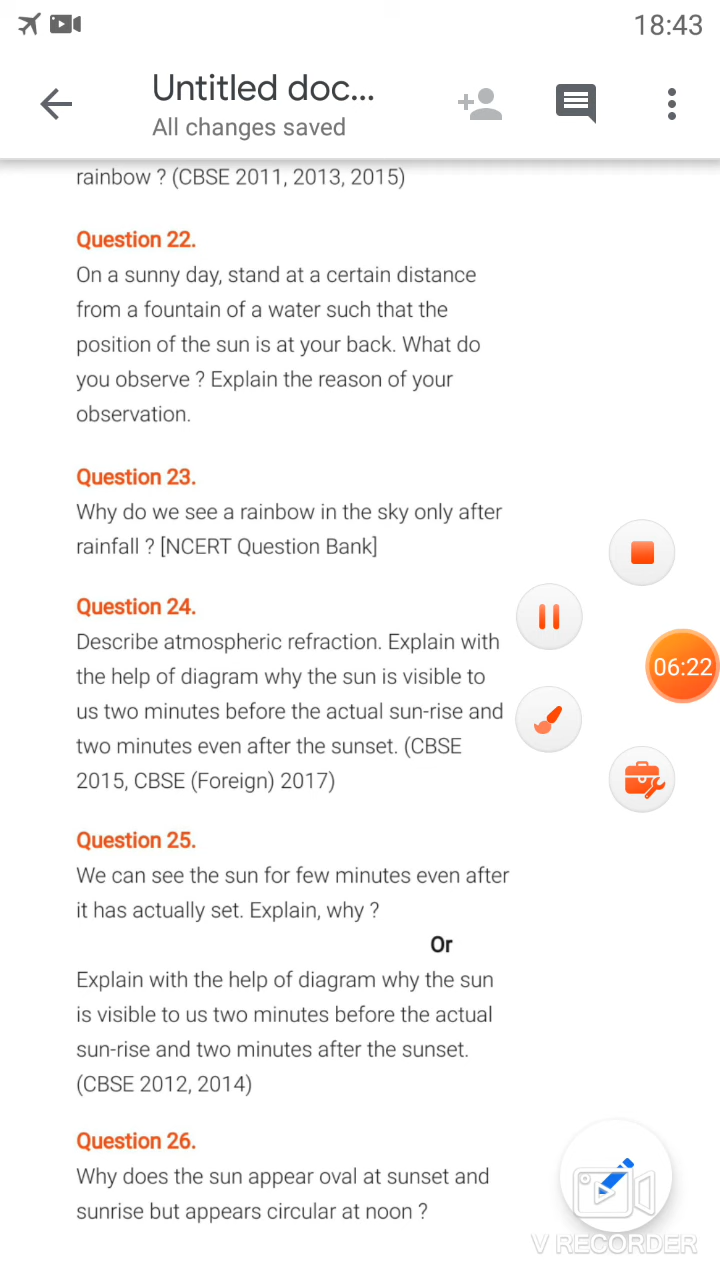 18:43
Untitled doc...
All changes saved
rainbow ? (CBSE 2011, 2013, 2015)
Question 22.
On a sunny day, stand at a certain distance
from a fountain of a water such that the
position of the sun is at your back. What do
you observe ? Explain the reason of your
observation.
Question 23.
Why do we see a rainbow in the sky only after
rainfall ? [NCERT Question Bank]
Question 24.
Describe atmospheric refraction. Explain with
the help of diagram why the sun is visible to
us two minutes before the actual sun-rise and
two minutes even after the sunset. (CBSE
2015, CBSE (Foreign) 2017)
06:22
Question 25.
We can see the sun for few minutes even after
it has actually set. Explain, why ?
Or
Explain with the help of diagram why the sun
is visible to us two minutes before the actual
sun-rise and two minutes after the sunset.
(CBSE 2012, 2014)
Question 26.
Why does the sun appear oval at sunset and
sunrise but appears circular at noon ?
V RECORDER